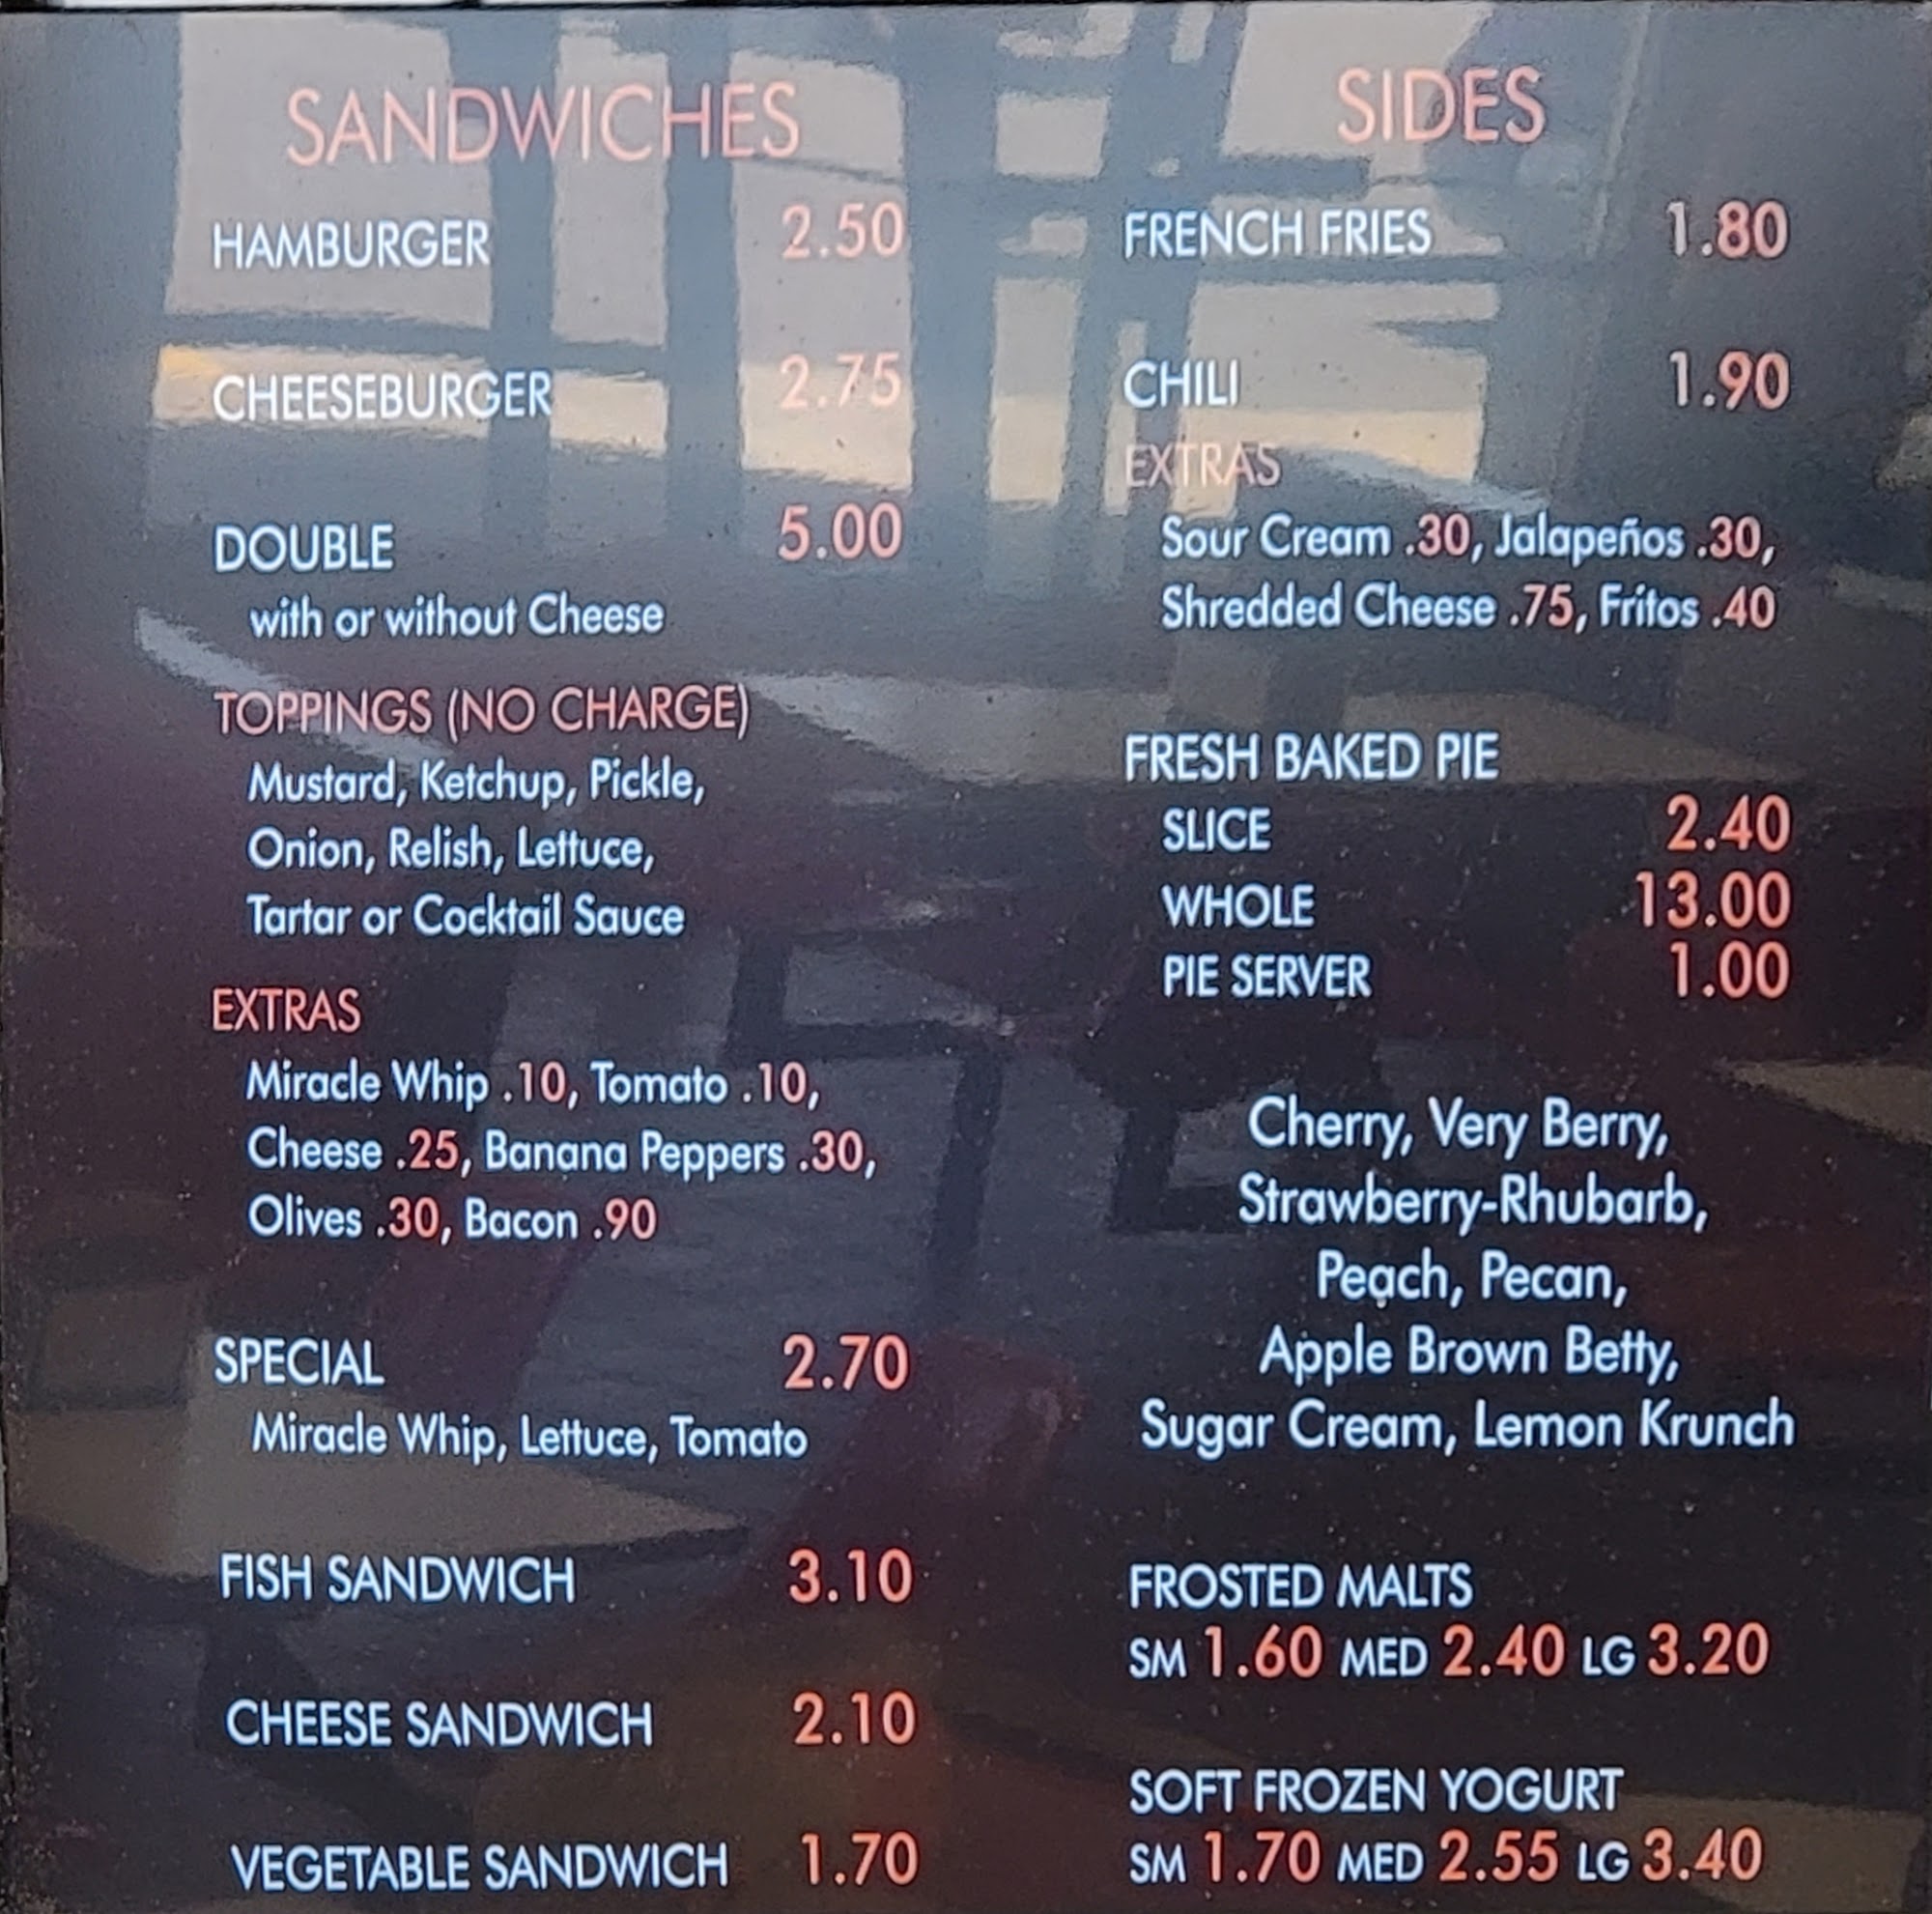 SANDWICHES
HAMBURGER 2.50
CHEESEBURGER 2.75
DOUBLE 5.00
with or without Cheese
TOPPINGS (NO CHARGE)
Mustard, Ketchup, Pickle,
Onion, Relish, Lettuce,
Tartar or Cocktail Sauce
EXTRAS
Miracle Whip .10, Tomato .10,
Cheese .25, Banana Peppers .30,
Olives .30, Bacon .90
SPECIAL 2.70
Miracle Whip, Lettuce, Tomato
FISH SANDWICH 3.10
CHEESE SANDWICH 2.10
VEGETABLE SANDWICH 1.70
SIDES
FRENCH FRIES 1.80
CHILI 1.90
EXTRAS
Sour Cream .30, Jalapeños .30,
Shredded Cheese .75, Fritos .40
FRESH BAKED PIE
SLICE 2.40
WHOLE 13.00
PIE SERVER 1.00
Cherry, Very Berry,
Strawberry-Rhubarb,
Peach, Pecan,
Apple Brown Betty,
Sugar Cream, Lemon Krunch
FROSTED MALTS
SM 1.60 MED 2.40 LG 3.20
SOFT FROZEN YOGURT
SM 1.70 MED 2.55 LG 3.40